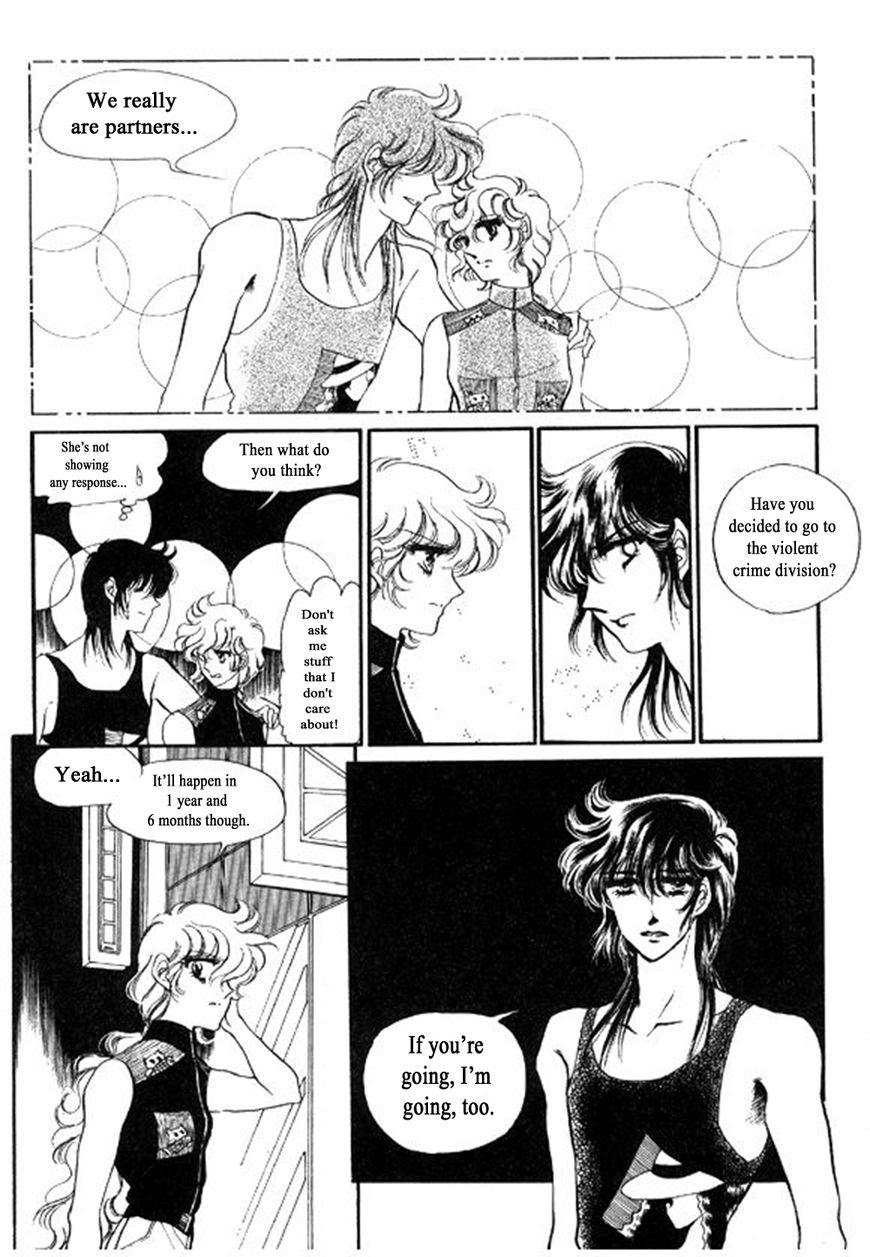 We really
are partners...
She's not
showing
any response...
Then what do
you think?
Don't
ask
me
stuff
that I
don't
care
about!
Have you
decided to go to
the violent
crime division?
Yeah...
It'll happen in
1 year and
6 months though.
If you're
going, I'm
going, too.